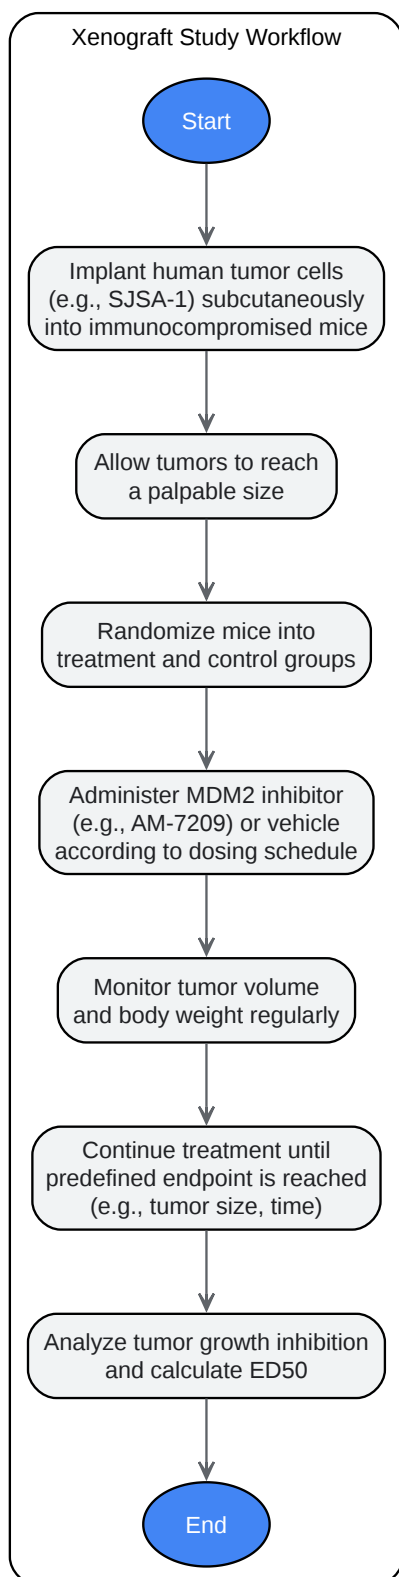 Xenograft Study Workflow
Start
Implant human tumor cells
(e.g., SJSA-1) subcutaneously
into immunocompromised mice
Allow tumors to reach
a palpable size
Randomize mice into
treatment and control groups
Administer MDM2 inhibitor
(e.g., AM-7209) or vehicle
according to dosing schedule
Monitor tumor volume
and body weight regularly
Continue treatment until
predefined endpoint is reached
(e.g., tumor size, time)
Analyze tumor growth inhibition
and calculate ED50
End